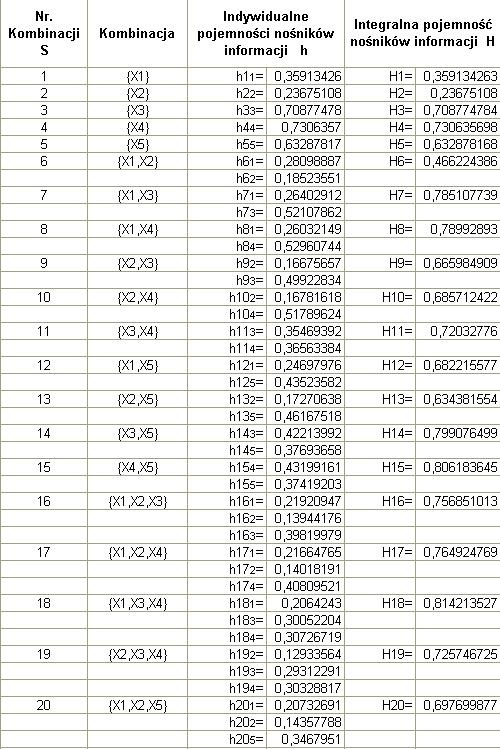 Nr. Kombinacji S | Kombinacja | Indywidualne pojemności nośników informacji h | Integralna pojemność nośników informacji H
1 {X1} h11= 0,35913426 H1= 0,359134263
2 {X2} h22= 0,23675108 H2= 0,23675108
3 {X3} h33= 0,70877478 H3= 0,708774784
4 {X4} h44= 0,7306357 H4= 0,730635698
5 {X5} h55= 0,63287817 H5= 0,632878168
6 {X1,X2} h61= 0,28098887 H6= 0,466224386
h62= 0,18523551
7 {X1,X3} h71= 0,26402912 H7= 0,785107739
h73= 0,52107862
8 {X1,X4} h81= 0,26032149 H8= 0,78992893
h84= 0,52960744
9 {X2,X3} h92= 0,16675657 H9= 0,665984909
h93= 0,49922834
10 {X2,X4} h102= 0,16781618 H10= 0,685712422
h104= 0,51789624
11 {X3,X4} h113= 0,35469392 H11= 0,72032776
h114= 0,36563384
12 {X1,X5} h121= 0,24697976 H12= 0,682215577
h125= 0,43523582
13 {X2,X5} h132= 0,17270638 H13= 0,634381554
h135= 0,46167518
14 {X3,X5} h143= 0,42213992 H14= 0,799076499
h145= 0,37693658
15 {X4,X5} h154= 0,43199161 H15= 0,806183645
h155= 0,37419203
16 {X1,X2,X3} h161= 0,21920947 H16= 0,756851013
h162= 0,13944176
h163= 0,39819979
17 {X1,X2,X4} h171= 0,21664765 H17= 0,764924769
h172= 0,14018191
h174= 0,40809521
18 {X1,X3,X4} h181 0,2064243 H18= 0,814213527
h183= 0,30052204
h184= 0,30726719
19 {X2,X3,X4} h192= 0,12933564 H19= 0,725746725
h193= 0,29312291
h194= 0,30328817
20 {X1,X2,X5} h201= 0,20732691 H20= 0,697699877
h202= 0,14357788
h205= 0,3467951